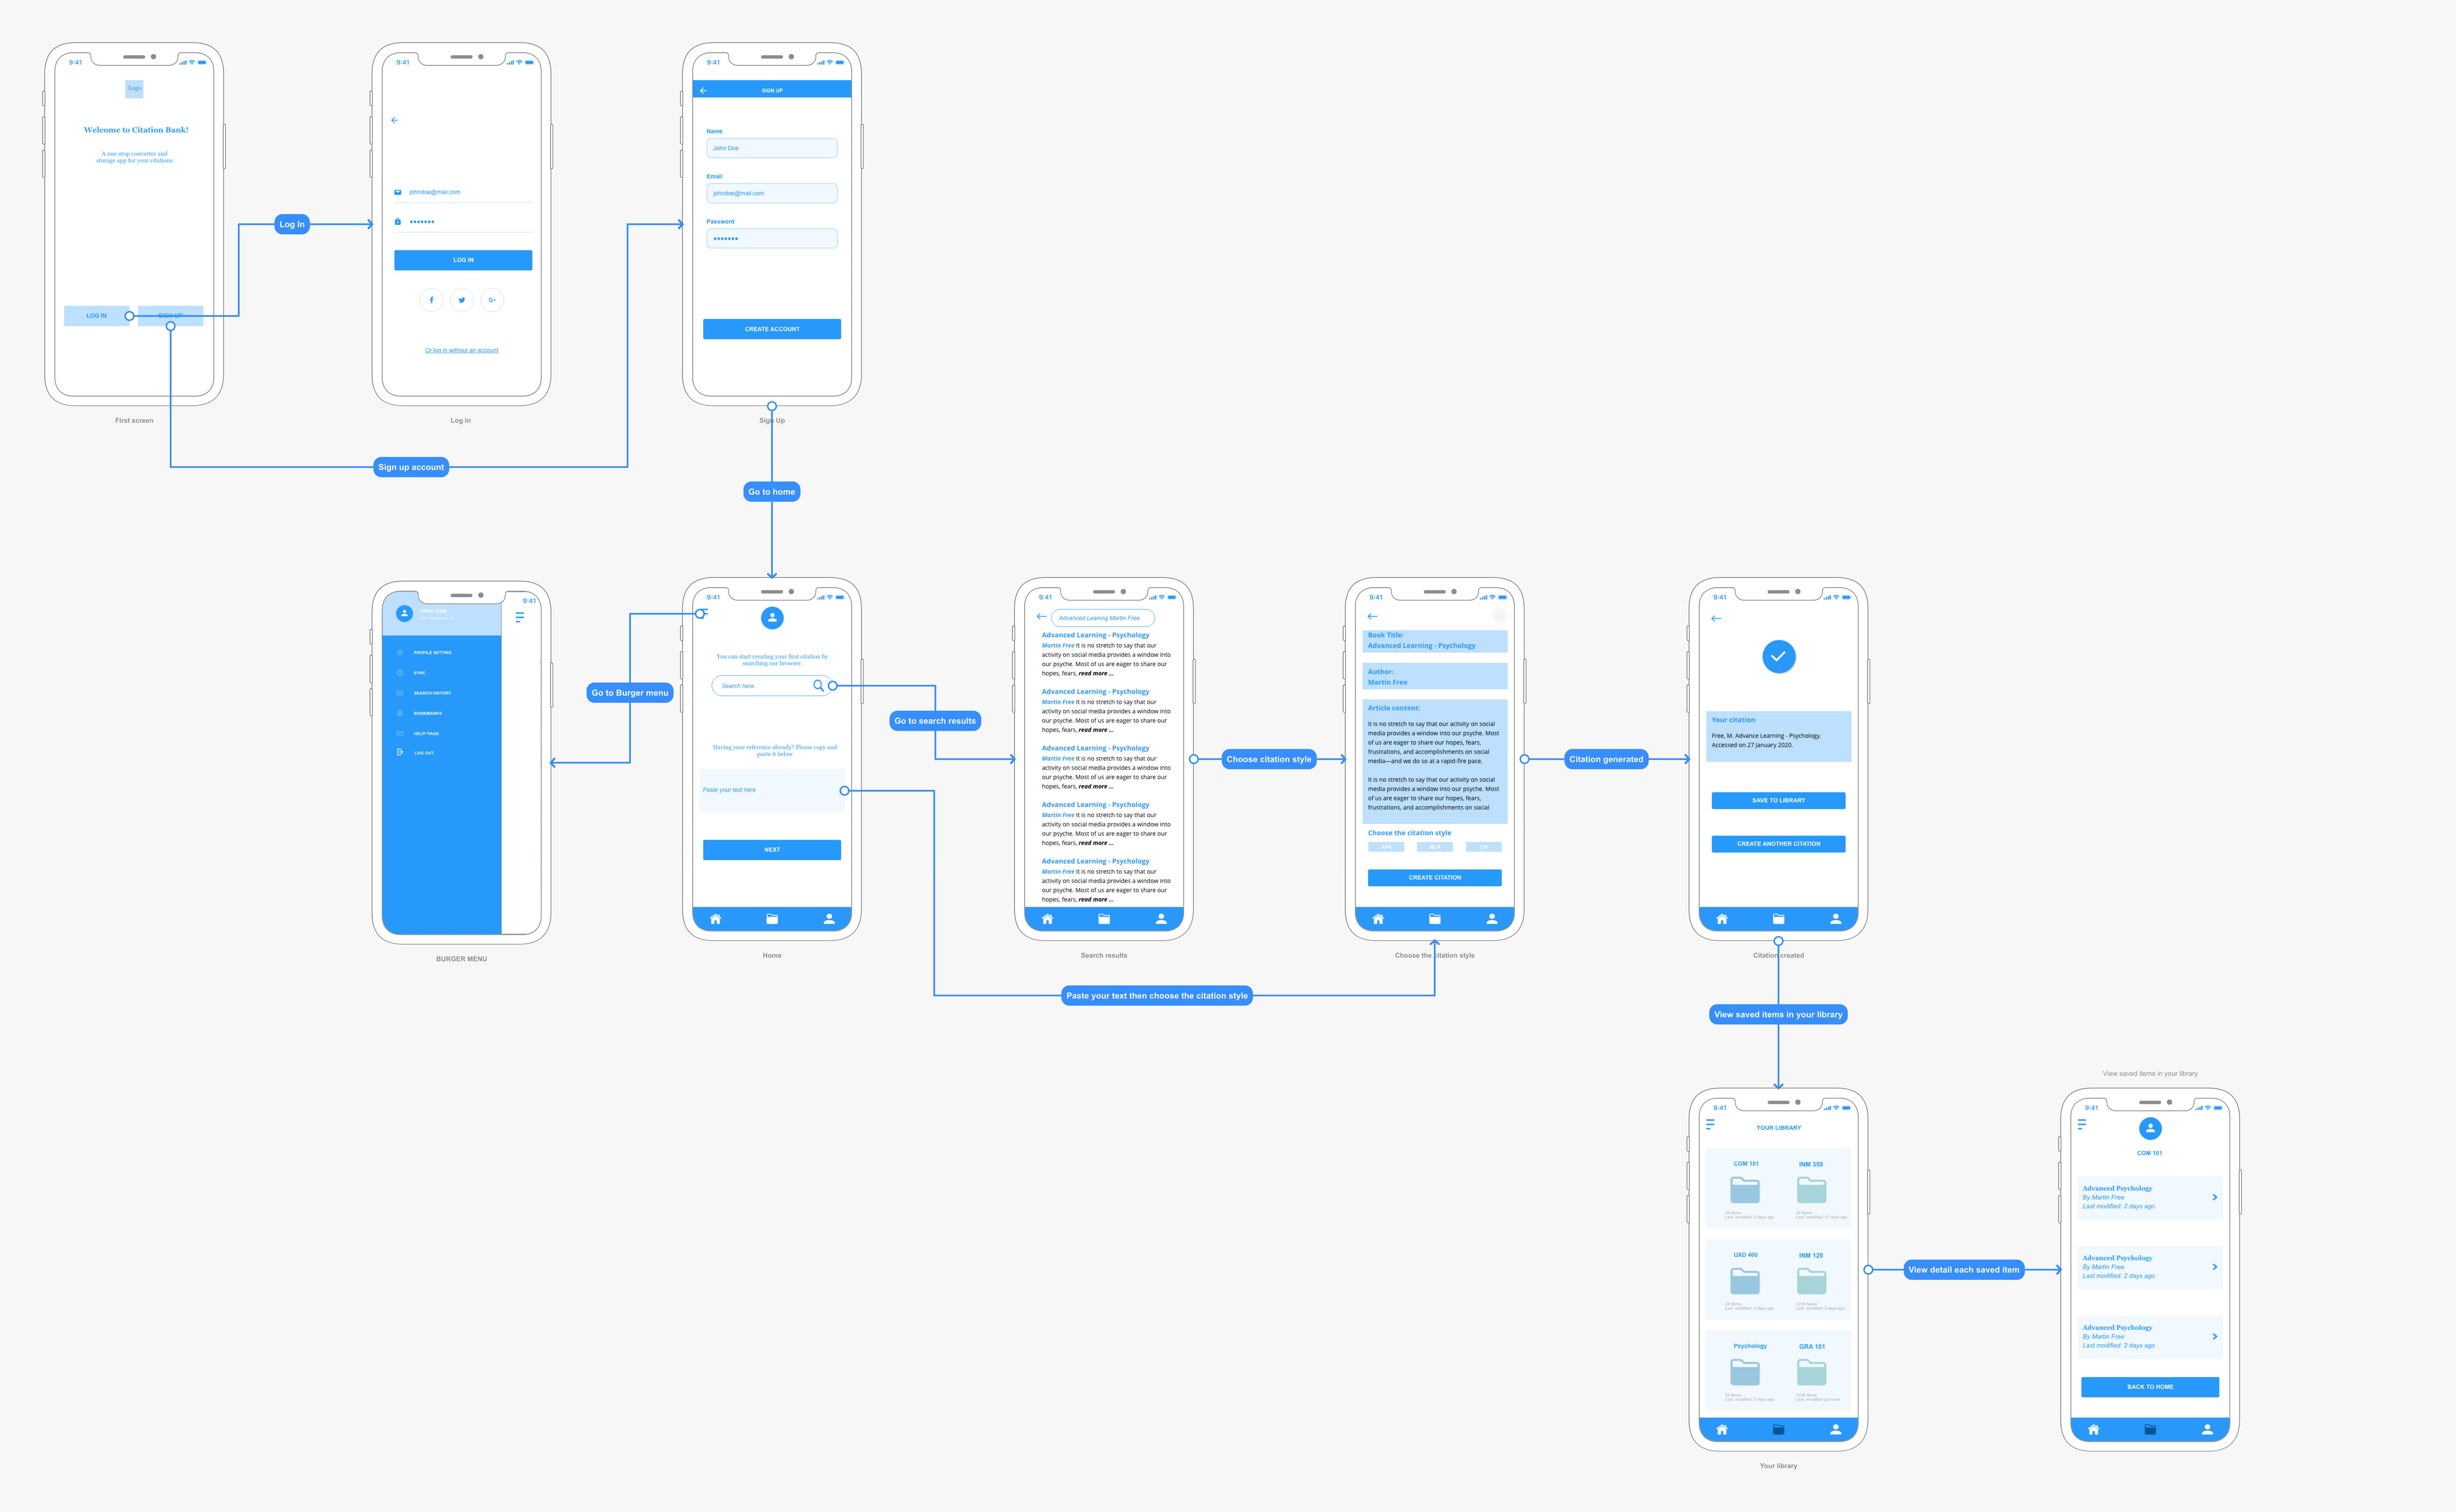 9:41
Logo
Welcome to Citation Bank!
A one-stop converter and
storage app for your citations
LOG IN
SIGN UP
First screen
Log In
9:41
johndoe@mail.com
LOG IN
G+
Or log in without an account
Log in
Sign up account
9:41
SIGN UP
Name
John Doe
Email
johndoe@mail.com
Password
CREATE ACCOUNT
Sign Up
Go to home
9:41
John Doe
PROFILE SETTING
SYNC
SEARCH HISTORY
BOOKMARKS
HELP/ PAGE
LOG OUT
BURGER MENU
Go to Burger menu
9:41
You can start creating your first citation by
searching our browser.
Search here
Having your reference already? Please copy and
paste it below
Paste your text here
NEXT
Home
Go to search results
9:41
Advanced Leaning Martin Free
Advanced Learning - Psychology
Martin Free It is no stretch to say that our
activity on social media provides a window into
our psyche. Most of us are eager to share our
hopes, fears, read more ...
Advanced Learning - Psychology
Martin Free It is no stretch to say that our
activity on social media provides a window into
our psyche. Most of us are eager to share our
hopes, fears, read more ...
Advanced Learning - Psychology
Martin Free It is no stretch to say that our
activity on social media provides a window into
our psyche. Most of us are eager to share our
hopes, fears, read more ...
Advanced Learning - Psychology
Martin Free It is no stretch to say that our
activity on social media provides a window into
our psyche. Most of us are eager to share our
hopes, fears, read more ...
Advanced Learning - Psychology
Martin Free It is no stretch to say that our
activity on social media provides a window into
our psyche. Most of us are eager to share our
hopes, fears, read more ...
Search results
Choose citation style
Paste your text then choose the citation style
9:41
Book Title:
Advanced Learning - Psychology
Author:
Martin Free
Article content:
It is no stretch to say that our activity on social
media provides a window into our psyche. Most
of us are eager to share our hopes, fears,
frustrations, and accomplishments on social
media—and we do so at a rapid-fire pace.
It is no stretch to say that our activity on social
media provides a window into our psyche. Most
of us are eager to share our hopes, fears,
frustrations, and accomplishments on social
Choose the citation style
APA
MLA
CREATE CITATION
Choose the citation style
Citation generated
9:41
Your citation
Free, M. Advance Learning - Psychology.
Accessed on 27 January 2020.
SAVE TO LIBRARY
CREATE ANOTHER CITATION
Citation created
View saved items in your library
9:41
YOUR LIBRARY
COM 101
INM 350
24 items
Last modified: 15 days ago
UXD 400
INM 120
Last modified: 2 days ago
Psychology
GRA 101
Last modified: 2 days ago
1234 items
Last modified: just now
Your library
View detail each saved item
View saved items in your library
9:41
COM 101
Advanced Psychology
By Martin Free
Last modified: 2 days ago
Advanced Psychology
By Martin Free
Last modified: 2 days ago
Advanced Psychology
By Martin Free
Last modified: 2 days ago
BACK TO HOME